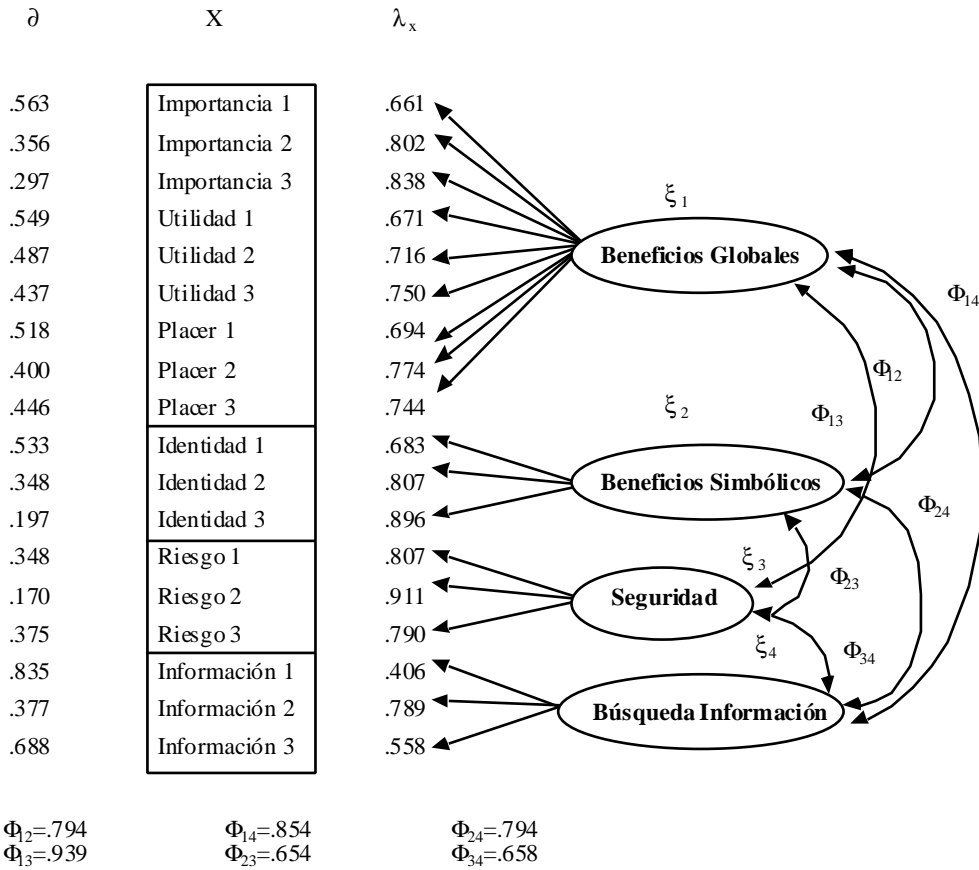 ∂ X λx
.563 Importancia 1 .661
.356 Importancia 2 .802
.297 Importancia 3 .838
ξ1
.549 Utilidad 1 .671
.487 Utilidad 2 .716 Beneficios Globales
.437 Utilidad 3 .750
Φ14
.518 Placer 1 .694
.400 Placer 2 .774 Φ12
.446 Placer 3 .744 ξ2 Φ13
.533 Identidad 1 .683
.348 Identidad 2 .807 Beneficios Simbólicos
.197 Identidad 3 .896 Φ24
.348 Riesgo 1 .807 ξ3
.170 Riesgo 2 .911 Seguridad Φ23
.375 Riesgo 3 .790 ξ4 Φ34
.835 Información 1 .406
.377 Información 2 .789 Búsqueda Información
.688 Información 3 .558
Φ12=.794 Φ14=.854 Φ24=.794
Φ13=.939 Φ23=.654 Φ34=.658